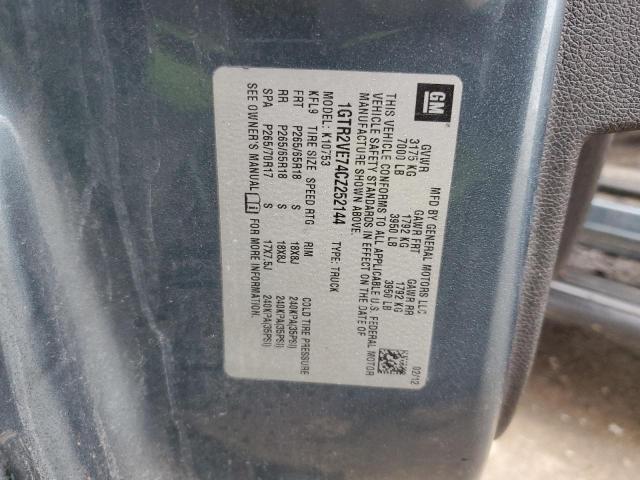 GM
MFD BY GENERAL MOTORS LLC
02/12
GVWR GAWR FRT GAWR RR
3175 KG 1792 KG 1792 KG
7000 LB 3950 LB 3950 LB
THIS VEHICLE CONFORMS TO ALL APPLICABLE U.S. FEDERAL MOTOR
VEHICLE SAFETY STANDARDS IN EFFECT ON THE DATE OF
MANUFACTURE SHOWN ABOVE.
1GTR2VE74CZ252144 TYPE: TRUCK
MODEL: K10753
KFL9 TIRE SIZE SPEED RTG RIM COLD TIRE PRESSURE
FRT P265/65R18 S 18X8J 240KPA(35PSI)
RR P265/65R18 S 18X8J 240KPA(35PSI)
SPA P265/70R17 S 17X7.5J 240KPA(35PSI)
SEE OWNER'S MANUAL FOR MORE INFORMATION.